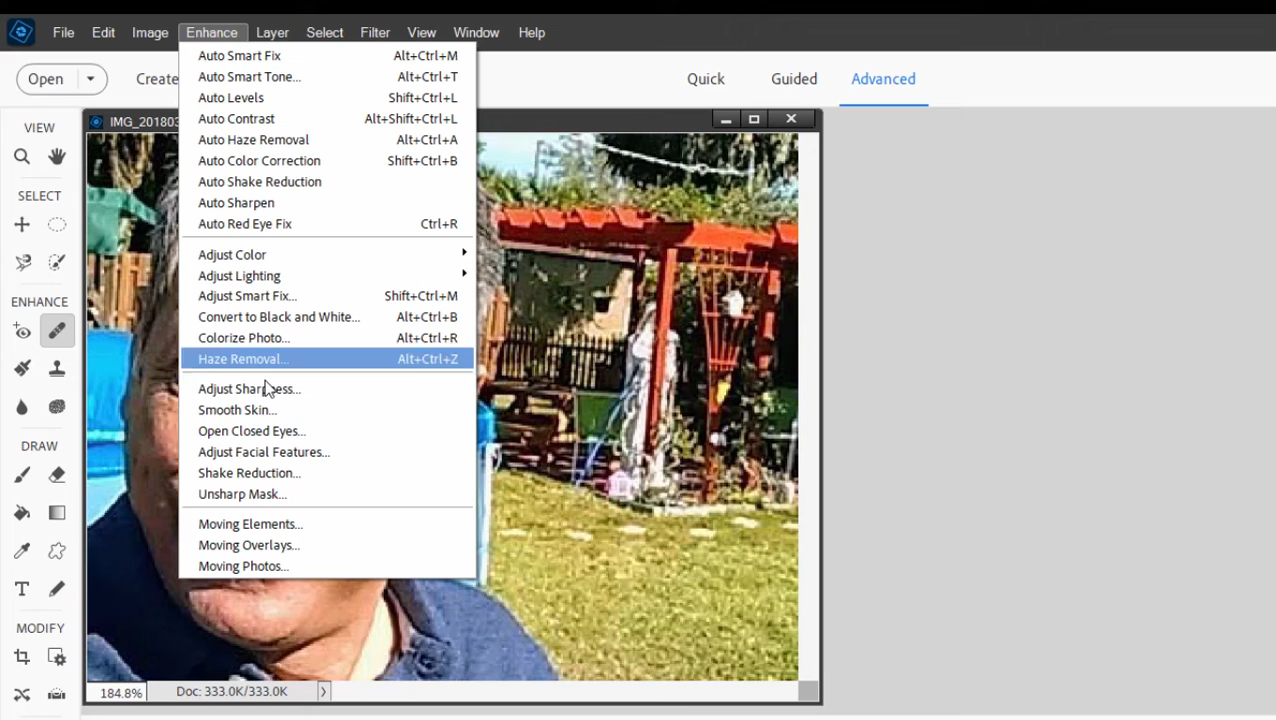 File Edit Image Enhance Layer Select Filter View Window Help
Open Create Quick Guided Advanced
VIEW
SELECT
ENHANCE
DRAW
MODIFY
IMG_201803
Auto Smart Fix Alt+Ctrl+M
Auto Smart Tone... Alt+Ctrl+T
Auto Levels Shift+Ctrl+L
Auto Contrast Alt+Shift+Ctrl+L
Auto Haze Removal Alt+Ctrl+A
Auto Color Correction Shift+Ctrl+B
Auto Shake Reduction
Auto Sharpen
Auto Red Eye Fix Ctrl+R
Adjust Color
Adjust Lighting
Adjust Smart Fix... Shift+Ctrl+M
Convert to Black and White... Alt+Ctrl+B
Colorize Photo... Alt+Ctrl+R
Haze Removal... Alt+Ctrl+Z
Adjust Sharpness...
Smooth Skin...
Open Closed Eyes...
Adjust Facial Features...
Shake Reduction...
Unsharp Mask...
Moving Elements...
Moving Overlays...
Moving Photos...
184.8% Doc: 333.0K/333.0K